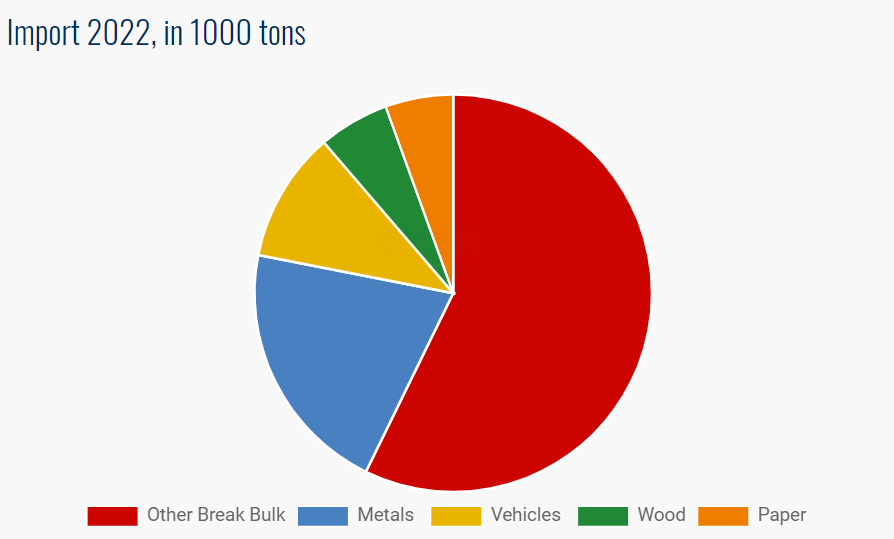 Import 2022, in 1000 tons
Other Break Bulk Metals Vehicles Wood Paper